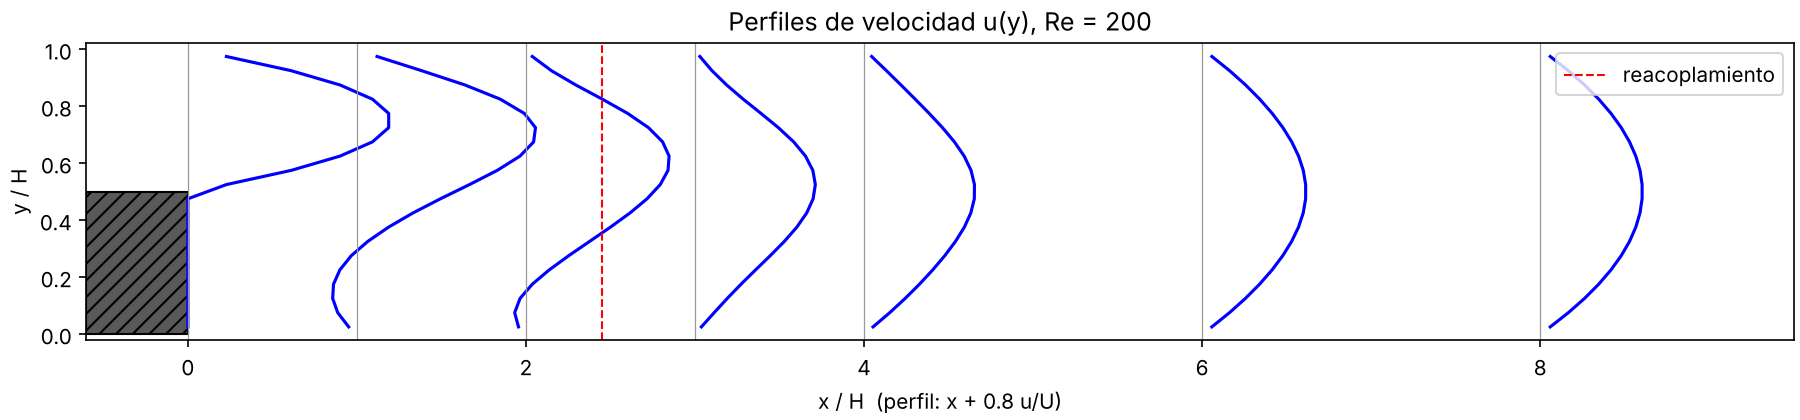 Perfiles de velocidad u(y), Re = 200
reacoplamiento
y / H
1.0
0.8
0.6
0.4
0.2
0.0
0 2 4 6 8
x / H (perfil: x + 0.8 u/U)